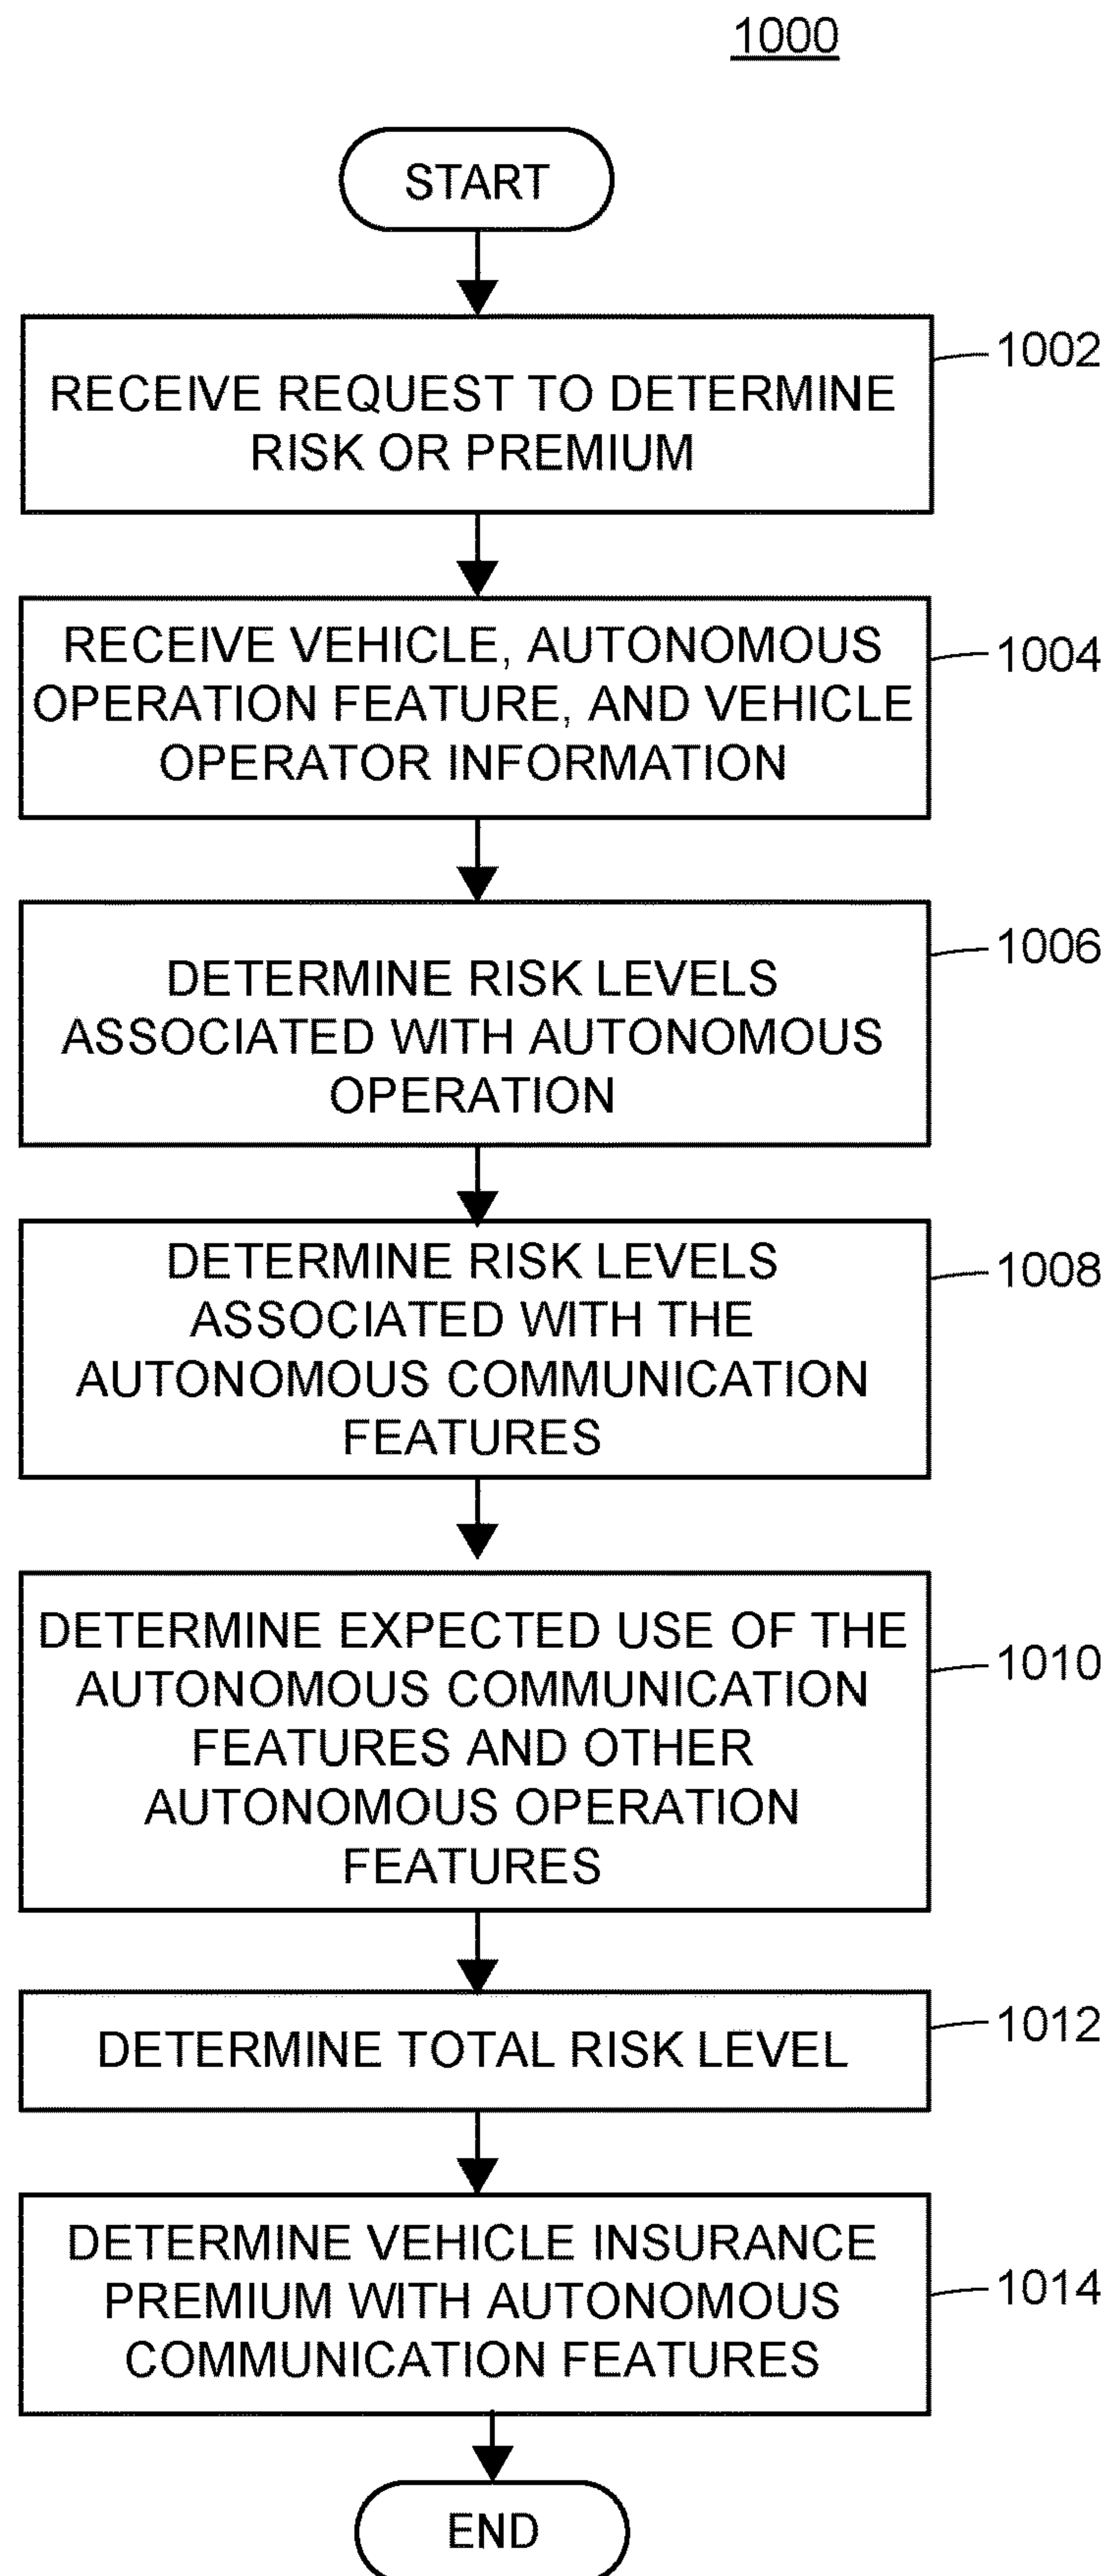 1000
START
RECEIVE REQUEST TO DETERMINE
RISK OR PREMIUM
1002
RECEIVE VEHICLE, AUTONOMOUS
OPERATION FEATURE, AND VEHICLE
OPERATOR INFORMATION
1004
DETERMINE RISK LEVELS
ASSOCIATED WITH AUTONOMOUS
OPERATION
1006
DETERMINE RISK LEVELS
ASSOCIATED WITH THE
AUTONOMOUS COMMUNICATION
FEATURES
1008
DETERMINE EXPECTED USE OF THE
AUTONOMOUS COMMUNICATION
FEATURES AND OTHER
AUTONOMOUS OPERATION
FEATURES
1010
DETERMINE TOTAL RISK LEVEL
1012
DETERMINE VEHICLE INSURANCE
PREMIUM WITH AUTONOMOUS
COMMUNICATION FEATURES
1014
END